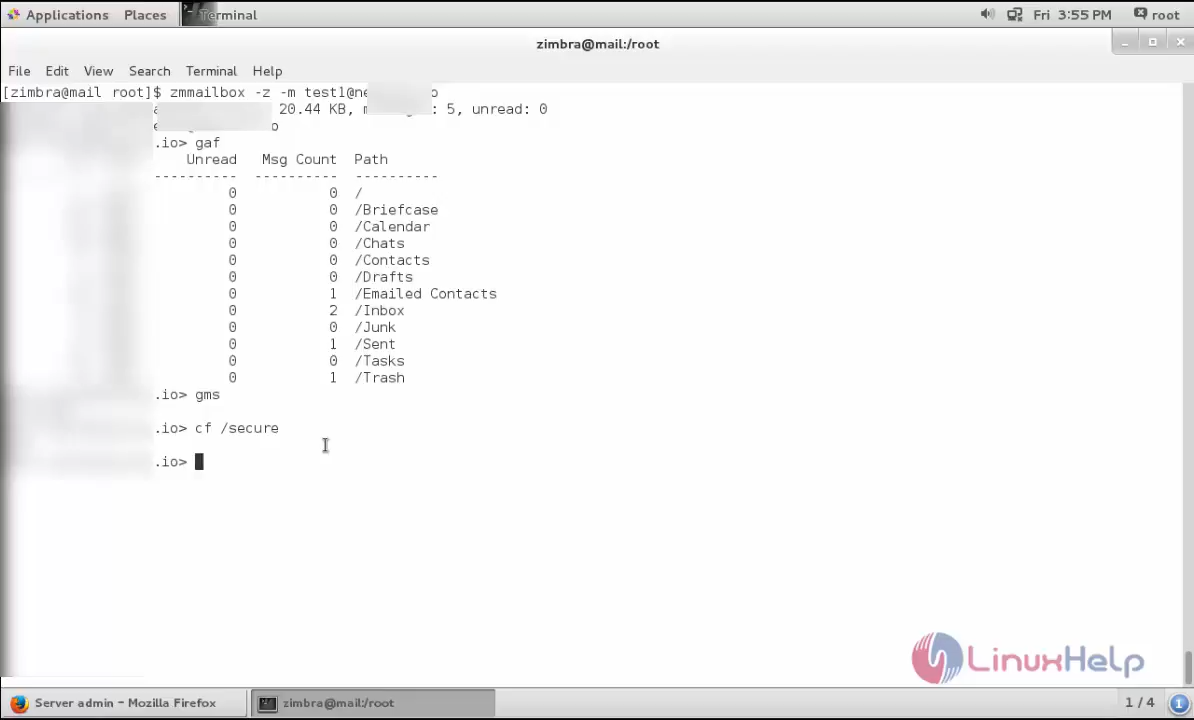 Applications Places Terminal Fri 3:55 PM root
zimbra@mail:/root
File Edit View Search Terminal Help
[zimbra@mail root]$ zmmailbox -z -m test1@ne
20.44 KB, : 5, unread: 0
.io> gaf
Unread Msg Count Path
---------- ---------- ----------
0 0 /
0 0 /Briefcase
0 0 /Calendar
0 0 /Chats
0 0 /Contacts
0 0 /Drafts
0 1 /Emailed Contacts
0 2 /Inbox
0 0 /Junk
0 1 /Sent
0 0 /Tasks
0 1 /Trash
.io> gms
.io> cf /secure
.io>
LinuxHelp
Server admin - Mozilla Firefox zimbra@mail:/root 1 / 4 1